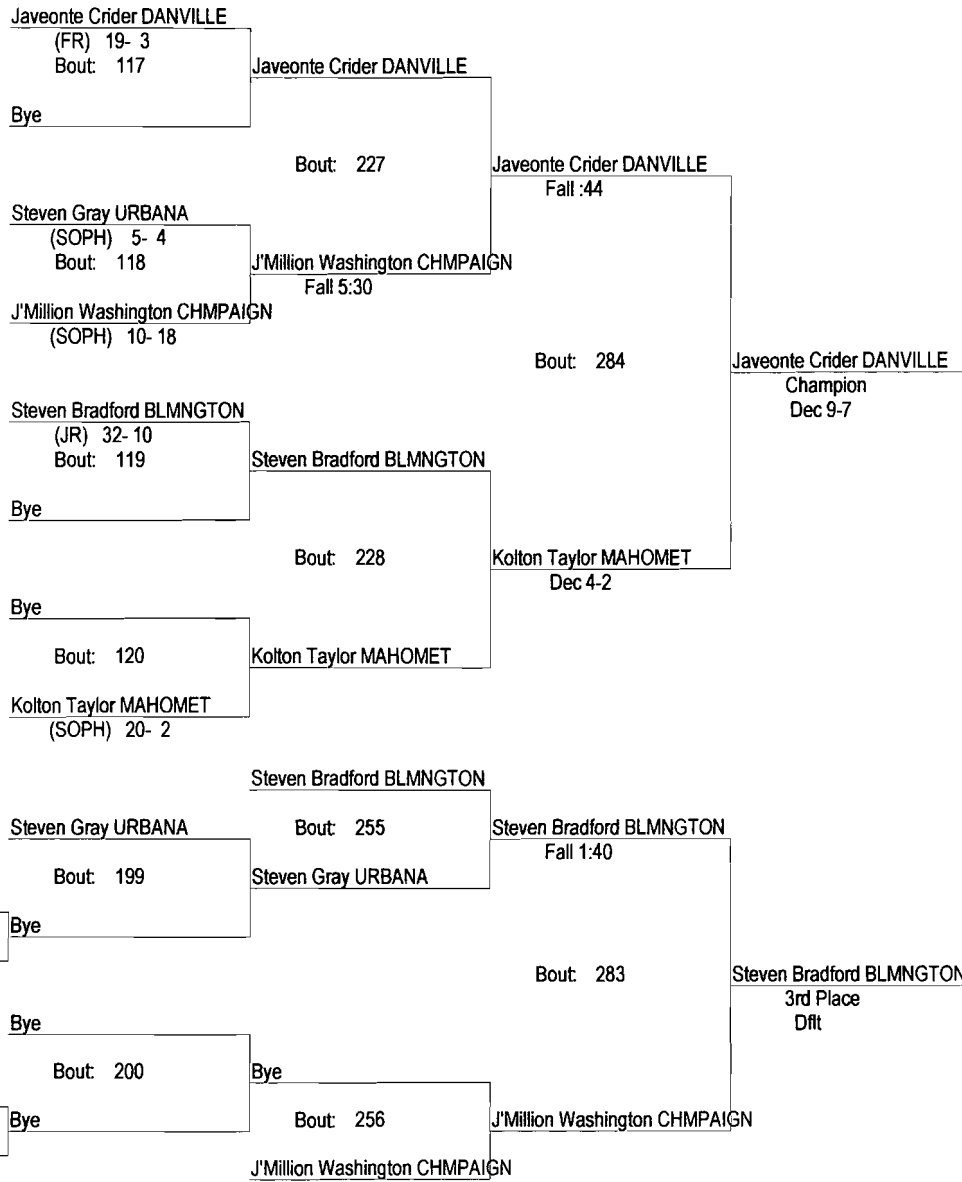 Javeonte Crider DANVILLE
(FR) 19- 3
Bout: 117
Javeonte Crider DANVILLE
Bye
Bout: 227
Javeonte Crider DANVILLE
Fall :44
Steven Gray URBANA
(SOPH) 5- 4
Bout: 118
J'Million Washington CHMPAIGN
Fall 5:30
J'Million Washington CHMPAIGN
(SOPH) 10- 18
Bout: 284
Javeonte Crider DANVILLE
Champion
Dec 9-7
Steven Bradford BLMNGTON
(JR) 32- 10
Bout: 119
Steven Bradford BLMNGTON
Bye
Bout: 228
Kolton Taylor MAHOMET
Dec 4-2
Bye
Bout: 120
Kolton Taylor MAHOMET
Kolton Taylor MAHOMET
(SOPH) 20- 2
Steven Bradford BLMNGTON
Steven Gray URBANA
Bout: 255
Steven Bradford BLMNGTON
Fall 1:40
Bout: 199
Steven Gray URBANA
Bye
Bout: 283
Steven Bradford BLMNGTON
3rd Place
Dflt
Bye
Bout: 200
Bye
Bye
Bout: 256
J'Million Washington CHMPAIGN
J'Million Washington CHMPAIGN